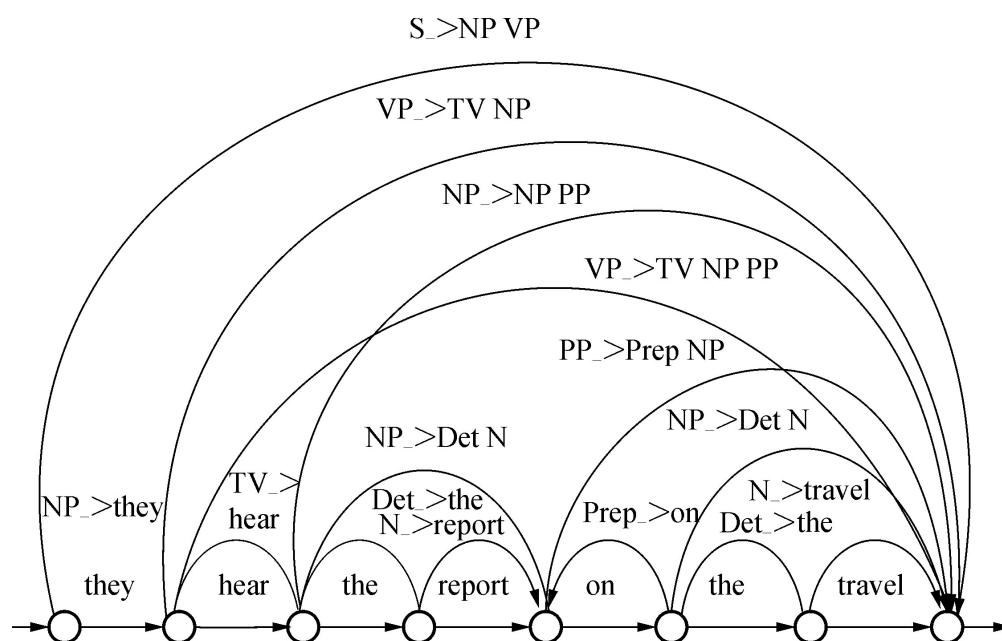 S_>NP VP
VP_>TV NP
NP_>NP PP
VP_>TV NP PP
PP_>Prep NP
NP_>Det N
NP_>Det N
NP_>they
TV_>
hear
Det_>the
N_>report
Prep_>on
N_>travel
Det_>the
they
hear
the
report
on
the
travel